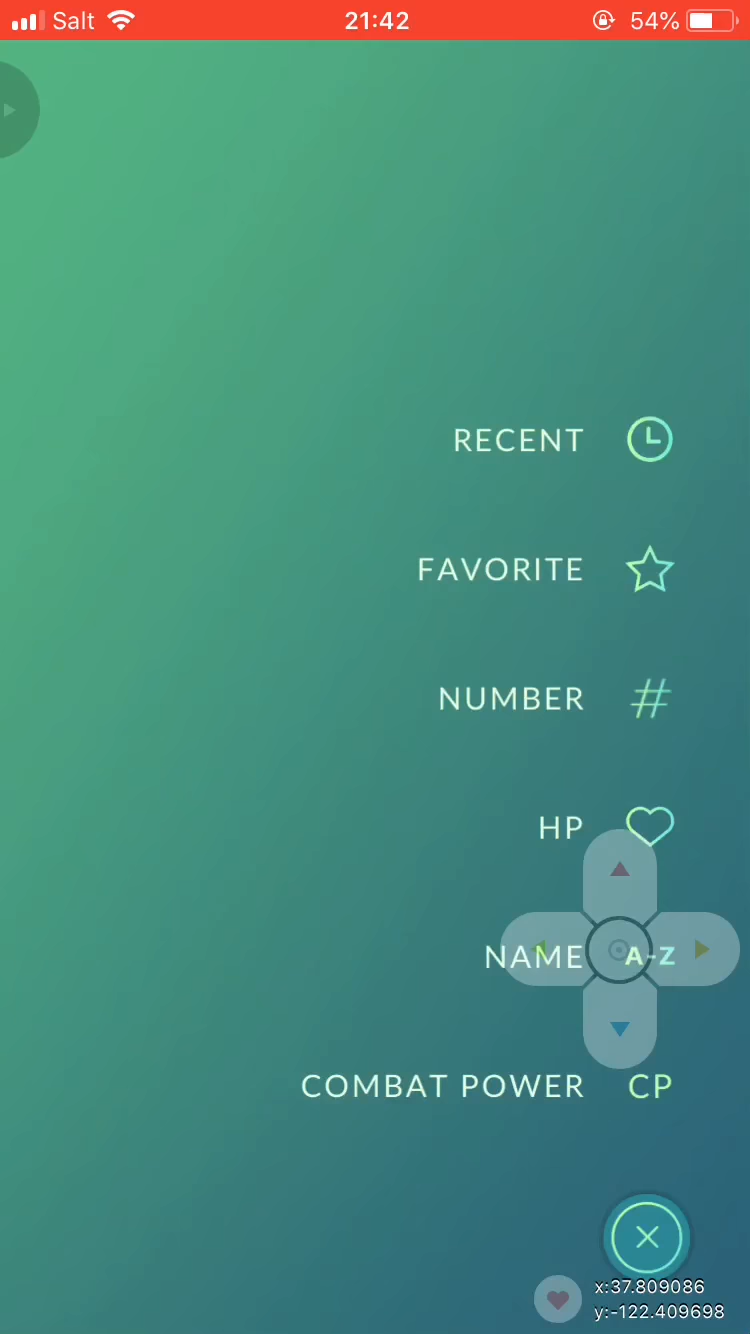 Salt 21:42 54%
RECENT
FAVORITE
NUMBER #
HP
NAME A-Z
COMBAT POWER CP
x:37.809086
y:-122.409698